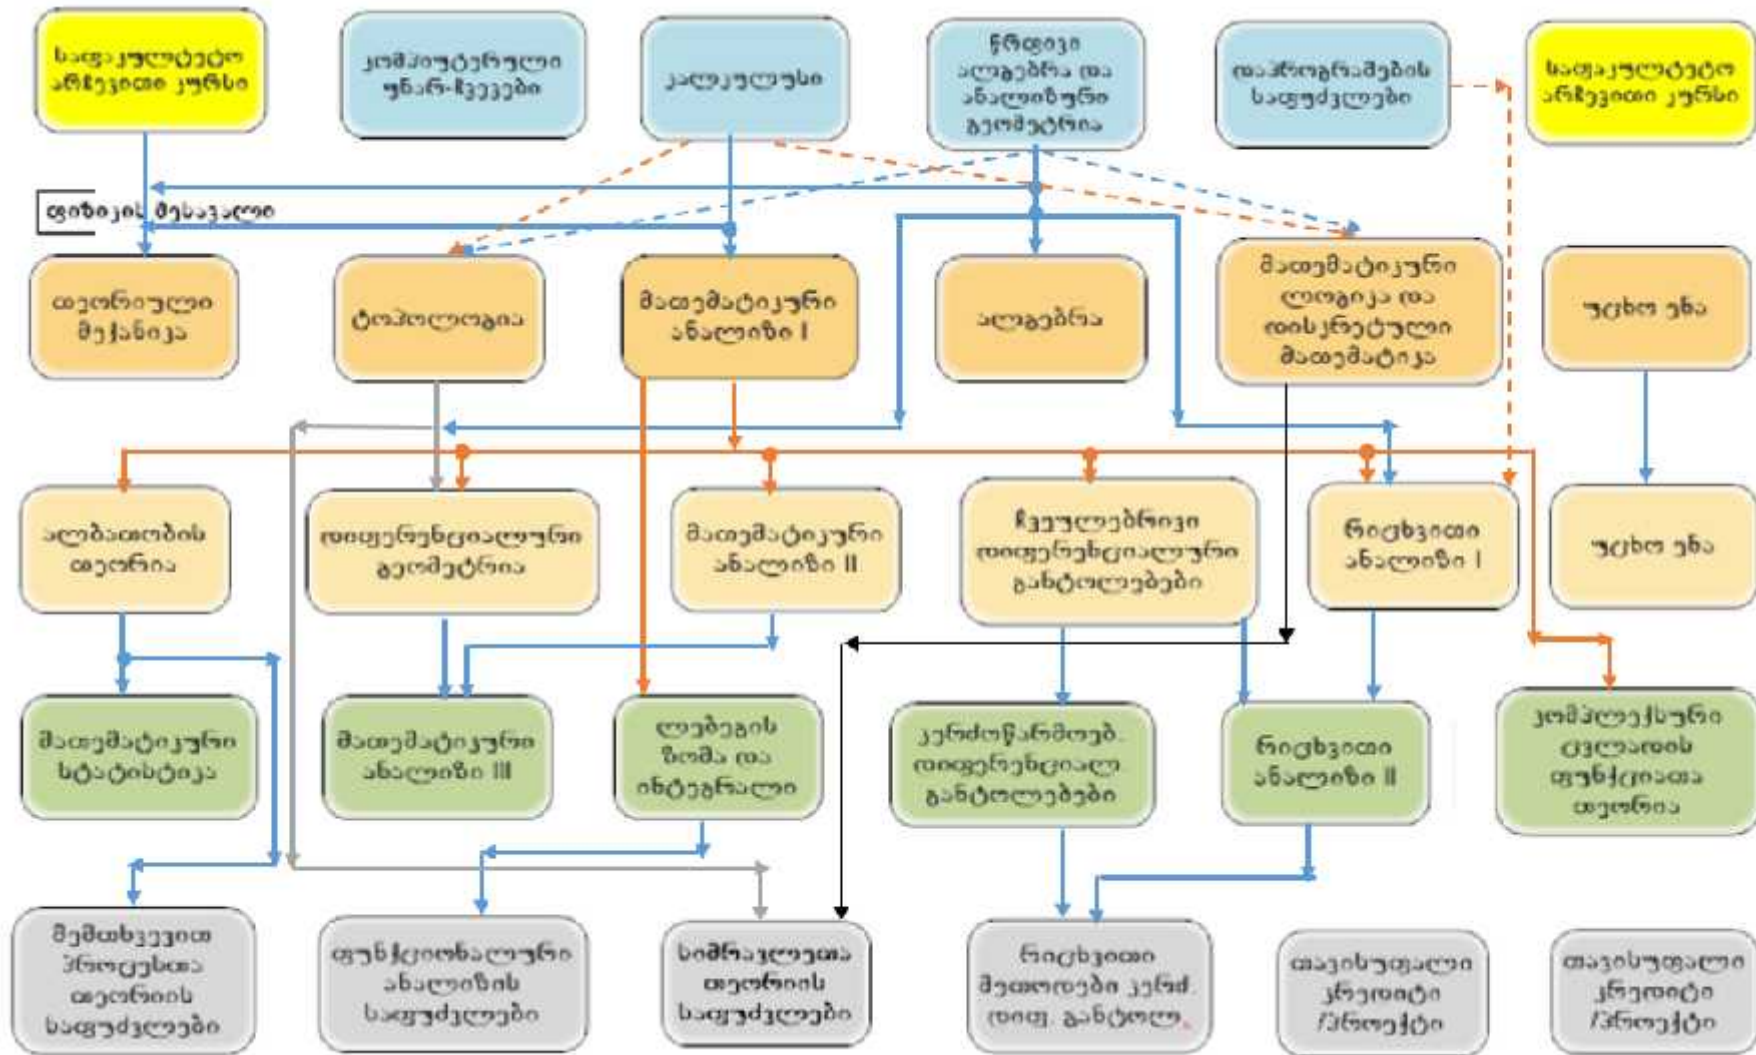 საფაკულტეტო
არჩევითი კურსი
კომპიუტერული
უნარ-ჩვევები
კალკულუსი
წრფივი
ალგებრა და
ანალიზური
გეომეტრია
დაპროგრამების
საფუძვლები
საფაკულტეტო
არჩევითი კურსი
ფიზიკის შესავალი
თეორიული
მექანიკა
ტოპოლოგია
მათემატიკური
ანალიზი I
ალგებრა
მათემატიკური
ლოგიკა და
დისკრეტული
მათემატიკა
უცხო ენა
ალბათობის
თეორია
დიფერენციალური
გეომეტრია
მათემატიკური
ანალიზი II
ჩვეულებრივი
დიფერენციალური
განტოლებები
რიცხვითი
ანალიზი I
უცხო ენა
მათემატიკური
სტატისტიკა
მათემატიკური
ანალიზი III
ლებეგის
ზომა და
ინტეგრალი
კერძოწარმოებ.
დიფერენციალ.
განტოლებები
რიცხვითი
ანალიზი II
კომპლექსური
ცვლადის
ფუნქციათა
თეორია
შემთხვევით
პროცესთა
თეორიის
საფუძვლები
ფუნქციონალური
ანალიზის
საფუძვლები
სიმრავლეთა
თეორიის
საფუძვლები
რიცხვითი
მეთოდები კერძ.
დიფ. განტოლ.
თავისუფალი
კრედიტი
/პროექტი
თავისუფალი
კრედიტი
/პროექტი